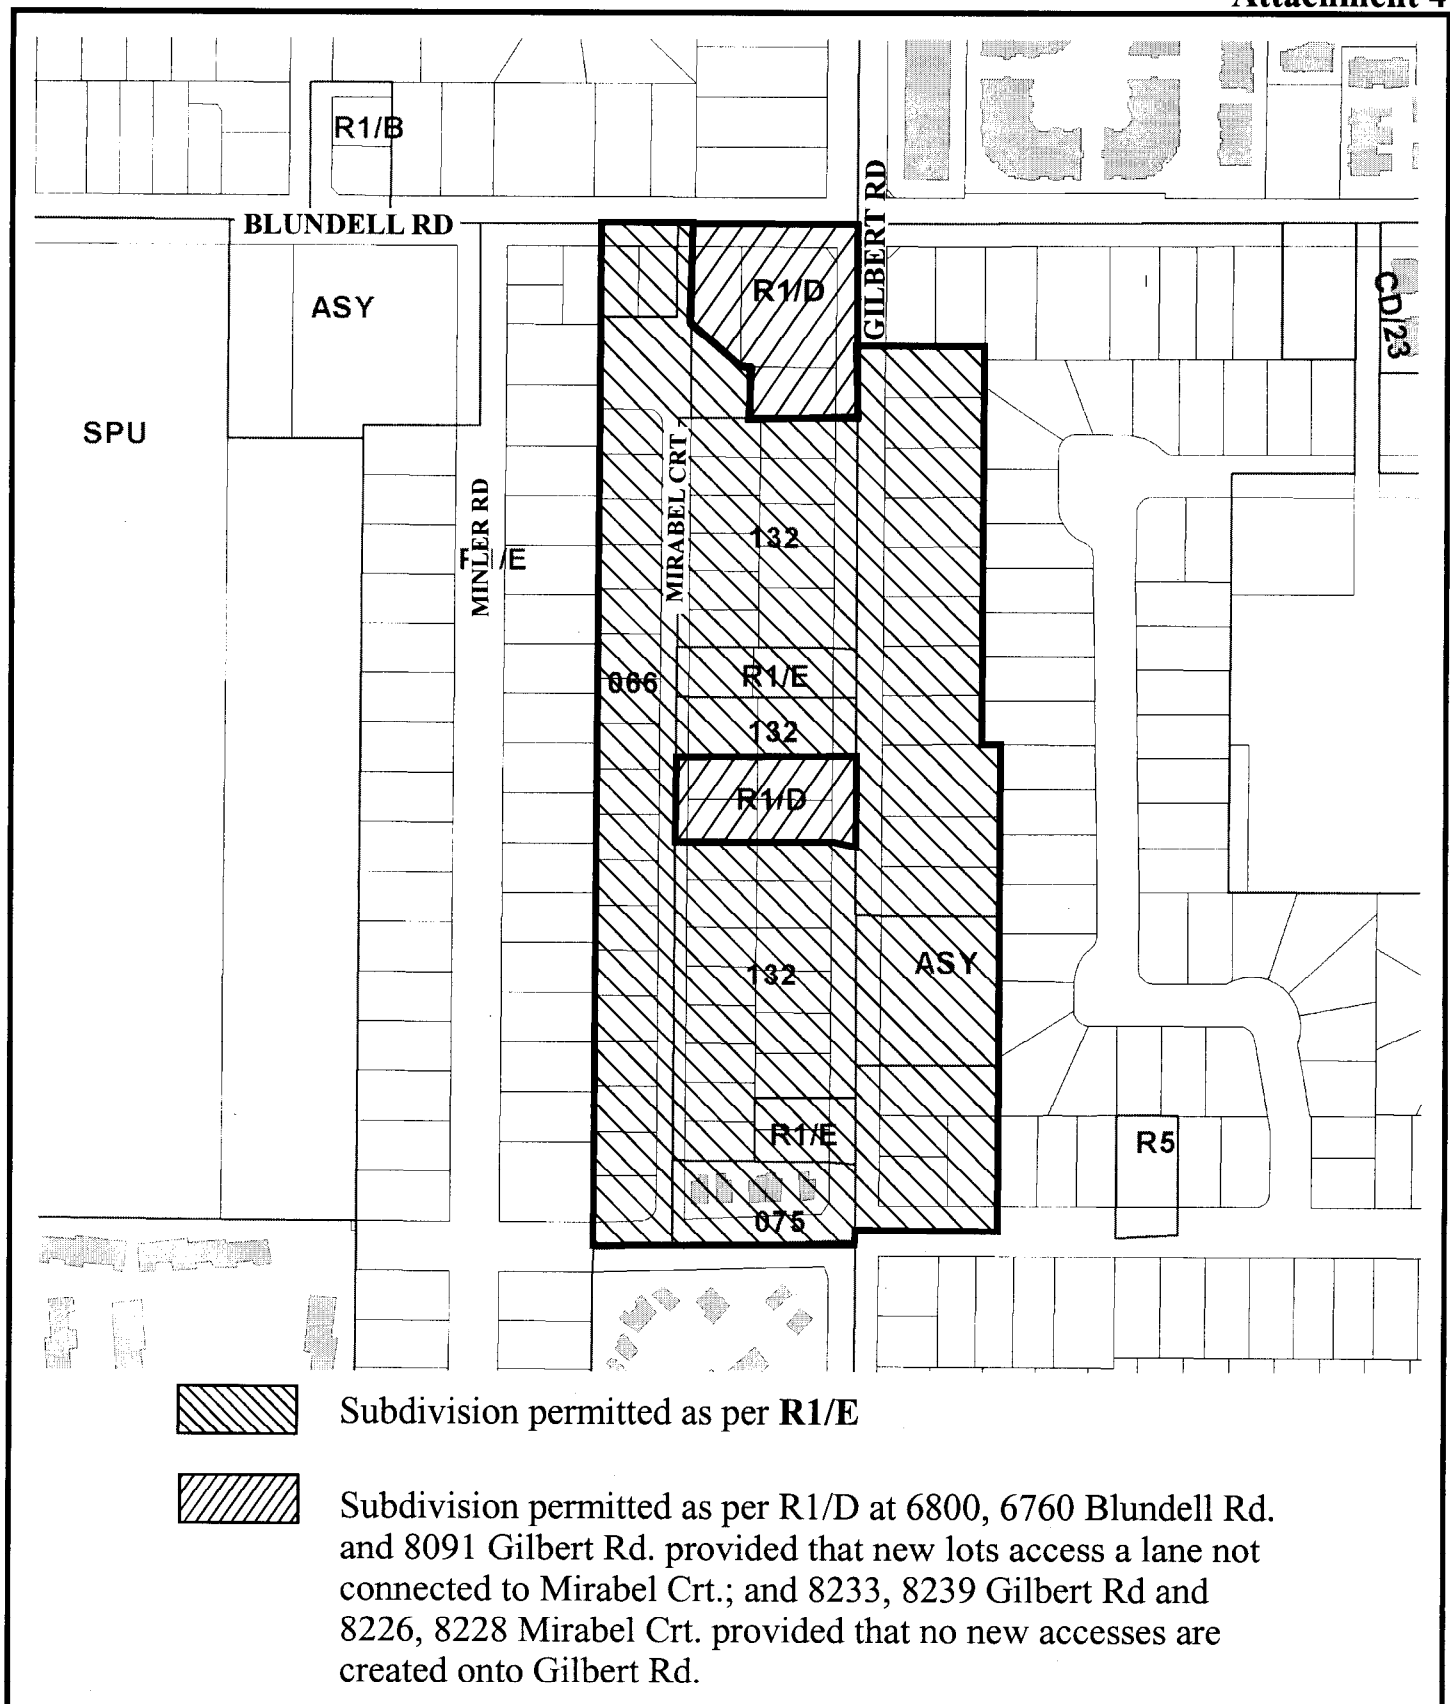 Attachment 4
R1/B
BLUNDELL RD
GILBERT RD
ASY
R1/D
CD/23
SPU
MIRABEL CRT
MINLER RD
132
/E
066
R1/E
132
R1/D
132
ASY
R1/E
R5
075
Subdivision permitted as per R1/E
Subdivision permitted as per R1/D at 6800, 6760 Blundell Rd.
and 8091 Gilbert Rd. provided that new lots access a lane not
connected to Mirabel Crt.; and 8233, 8239 Gilbert Rd and
8226, 8228 Mirabel Crt. provided that no new accesses are
created onto Gilbert Rd.